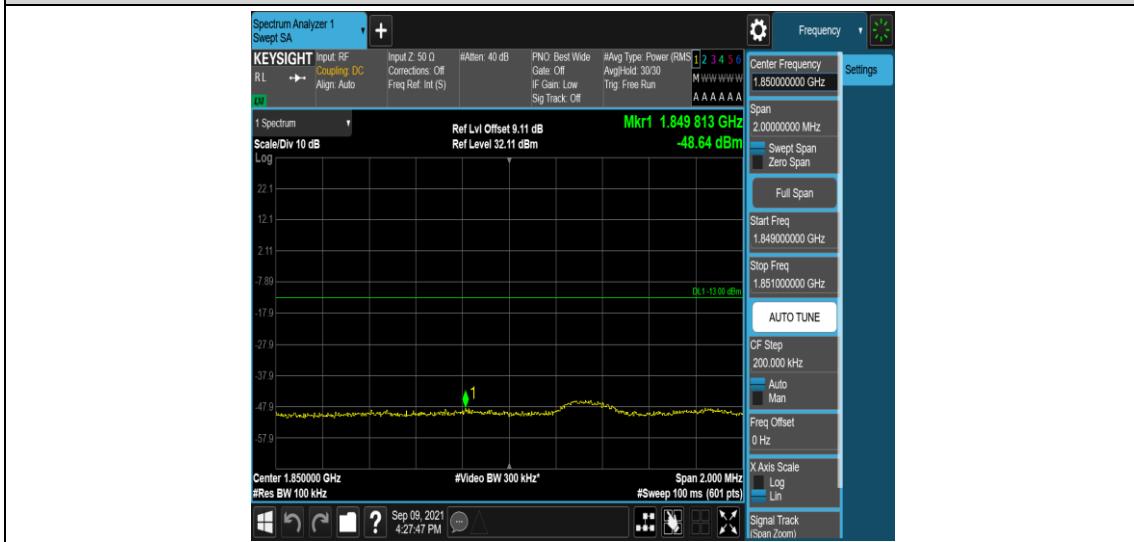 Spectrum Analyzer 1
Swept SA
+
Frequency
KEYSIGHT
RL
LXI
Input: RF
Coupling: DC
Align: Auto
Input Z: 50 Ω
Corrections: Off
Freq Ref: Int (S)
#Atten: 40 dB
PNO: Best Wide
Gate: Off
IF Gain: Low
Sig Track: Off
#Avg Type: Power (RMS
Avg|Hold: 30/30
Trig: Free Run
1 2 3 4 5 6
M W W W W W
A A A A A A
1 Spectrum
Scale/Div 10 dB
Log
Ref Lvl Offset 9.11 dB
Ref Level 32.11 dBm
Mkr1 1.849 813 GHz
-48.64 dBm
22.1
12.1
2.11
-7.89
DL1 -13.00 dBm
-17.9
-27.9
-37.9
1
-47.9
-57.9
Center 1.850000 GHz
#Res BW 100 kHz
#Video BW 300 kHz*
Span 2.000 MHz
#Sweep 100 ms (601 pts)
?
Sep 09, 2021
4:27:47 PM
Center Frequency
1.850000000 GHz
Settings
Span
2.00000000 MHz
Swept Span
Zero Span
Full Span
Start Freq
1.849000000 GHz
Stop Freq
1.851000000 GHz
AUTO TUNE
CF Step
200.000 kHz
Auto
Man
Freq Offset
0 Hz
X Axis Scale
Log
Lin
Signal Track
(Span Zoom)